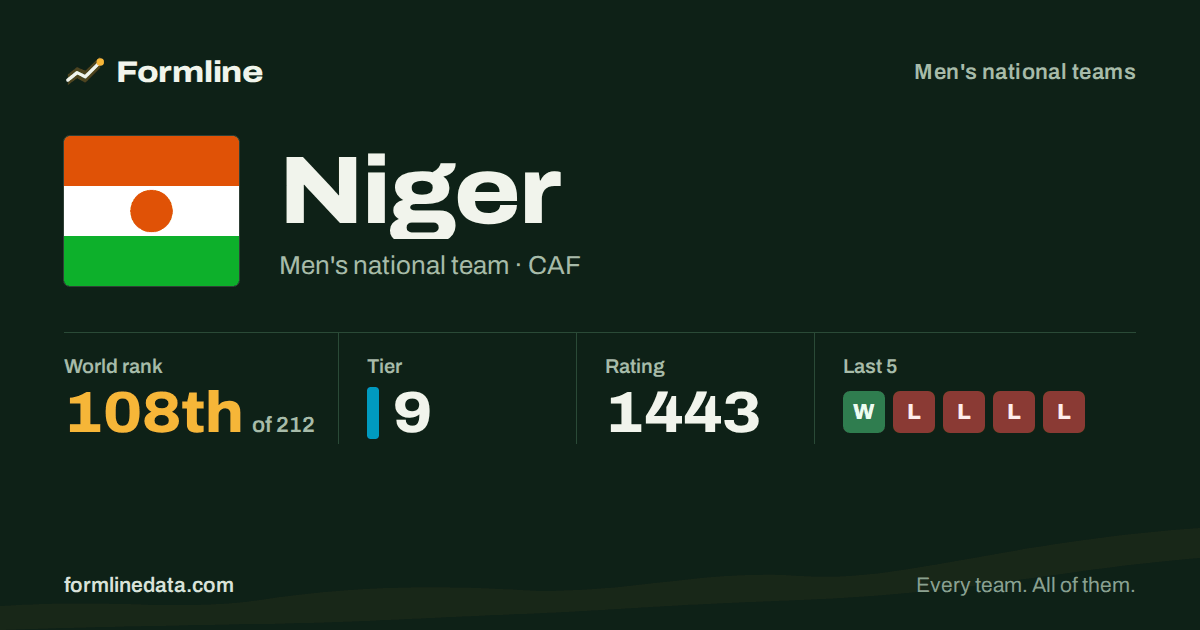 Formline
Men's national teams
Niger
Men's national team · CAF
World rank
108th of 212
Tier
9
Rating
1443
Last 5
W L L L L
formlinedata.com
Every team. All of them.